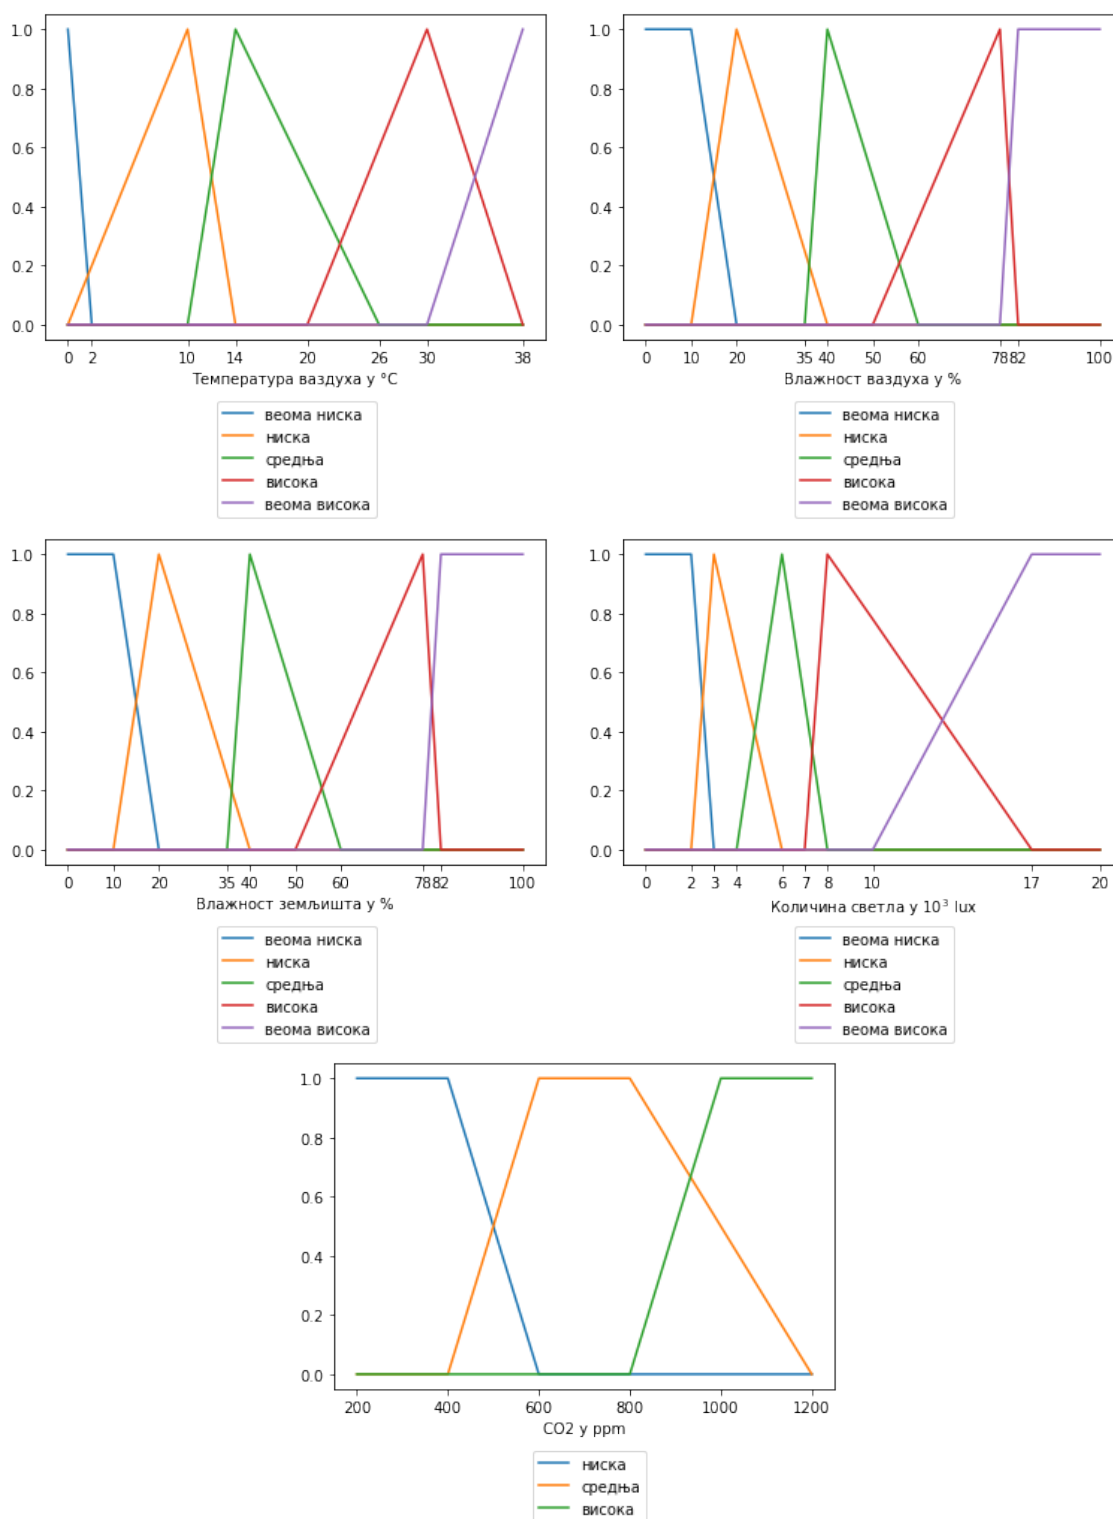 1.0
0.8
0.6
0.4
0.2
0.0
0 2 10 14 20 26 30 38
Температура ваздуха у °C
веома ниска
ниска
средња
висока
веома висока
1.0
0.8
0.6
0.4
0.2
0.0
0 10 20 35 40 50 60 78 82 100
Влажност ваздуха у %
веома ниска
ниска
средња
висока
веома висока
1.0
0.8
0.6
0.4
0.2
0.0
0 10 20 35 40 50 60 78 82 100
Влажност земљишта у %
веома ниска
ниска
средња
висока
веома висока
1.0
0.8
0.6
0.4
0.2
0.0
0 2 3 4 6 7 8 10 17 20
Количина светла у 10³ lux
веома ниска
ниска
средња
висока
веома висока
1.0
0.8
0.6
0.4
0.2
0.0
200 400 600 800 1000 1200
CO2 у ppm
ниска
средња
висока